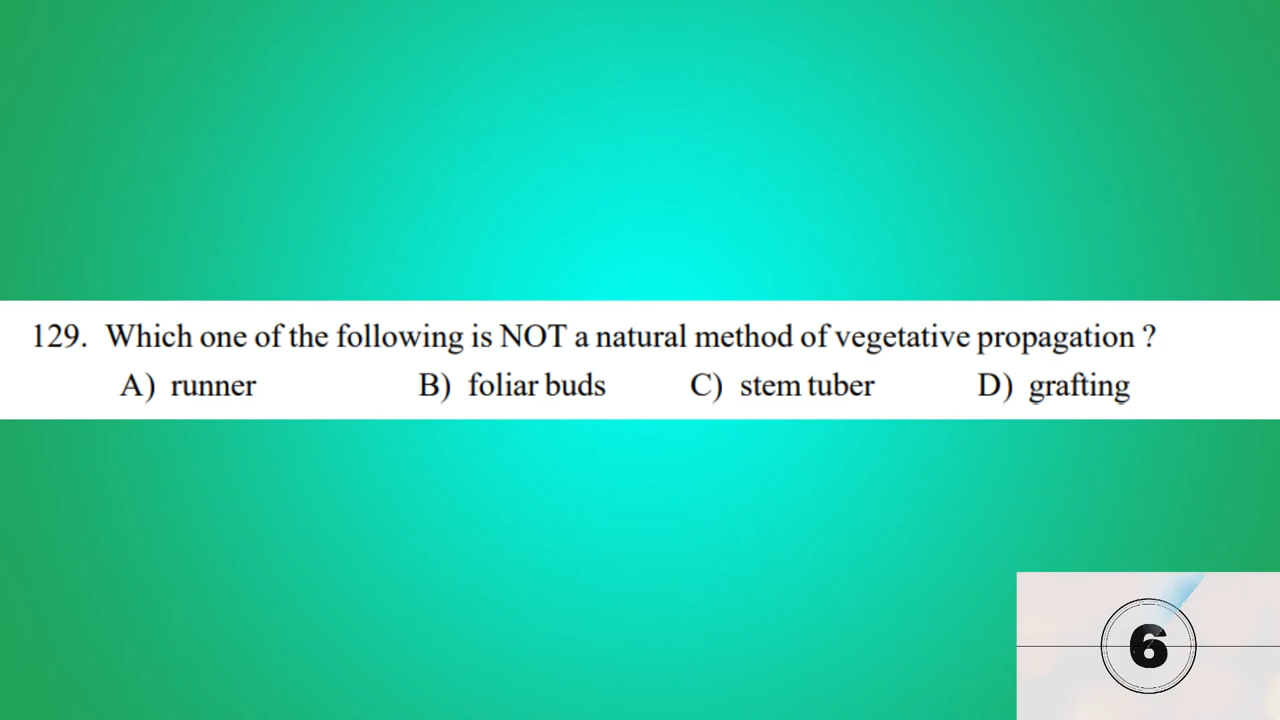 129. Which one of the following is NOT a natural method of vegetative propagation ?
A) runner B) foliar buds C) stem tuber D) grafting
6